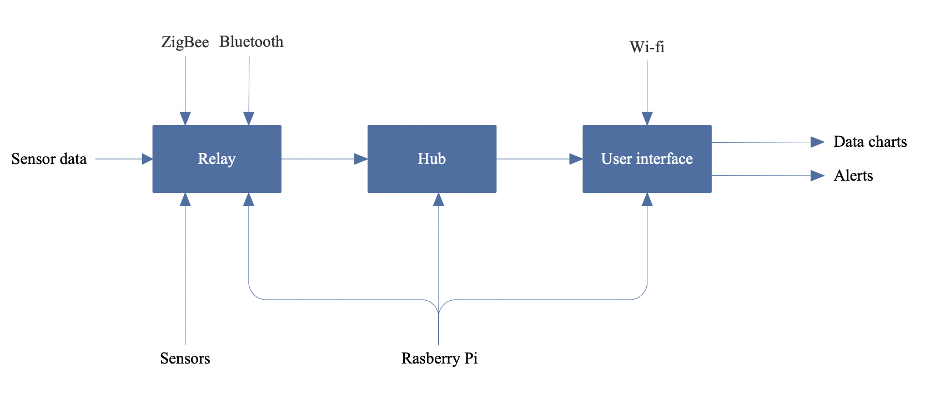 ZigBee Bluetooth
Wi-fi
Sensor data
Relay
Hub
User interface
Data charts
Alerts
Sensors
Rasberry Pi